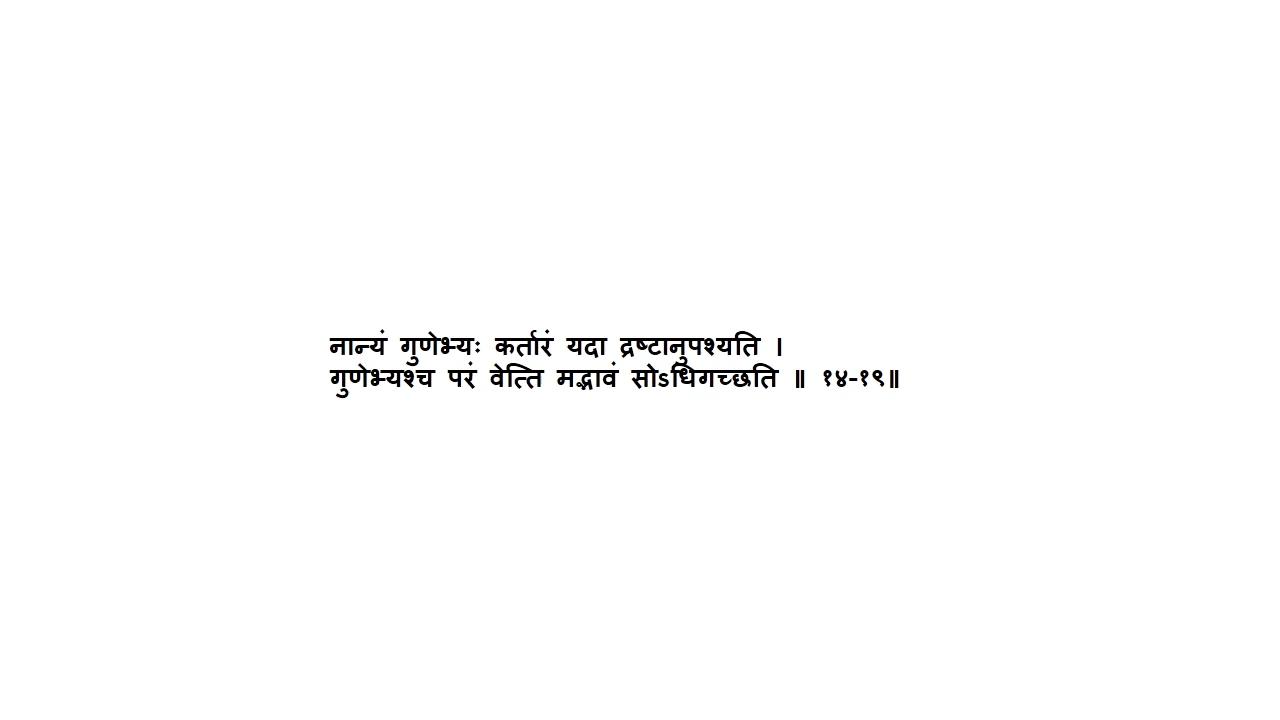 नान्यं गुणेभ्यः कर्तारं यदा द्रष्टानुपश्यति ।
गुणेभ्यश्च परं वेत्ति मद्भावं सोऽधिगच्छति ॥ १४-१९॥